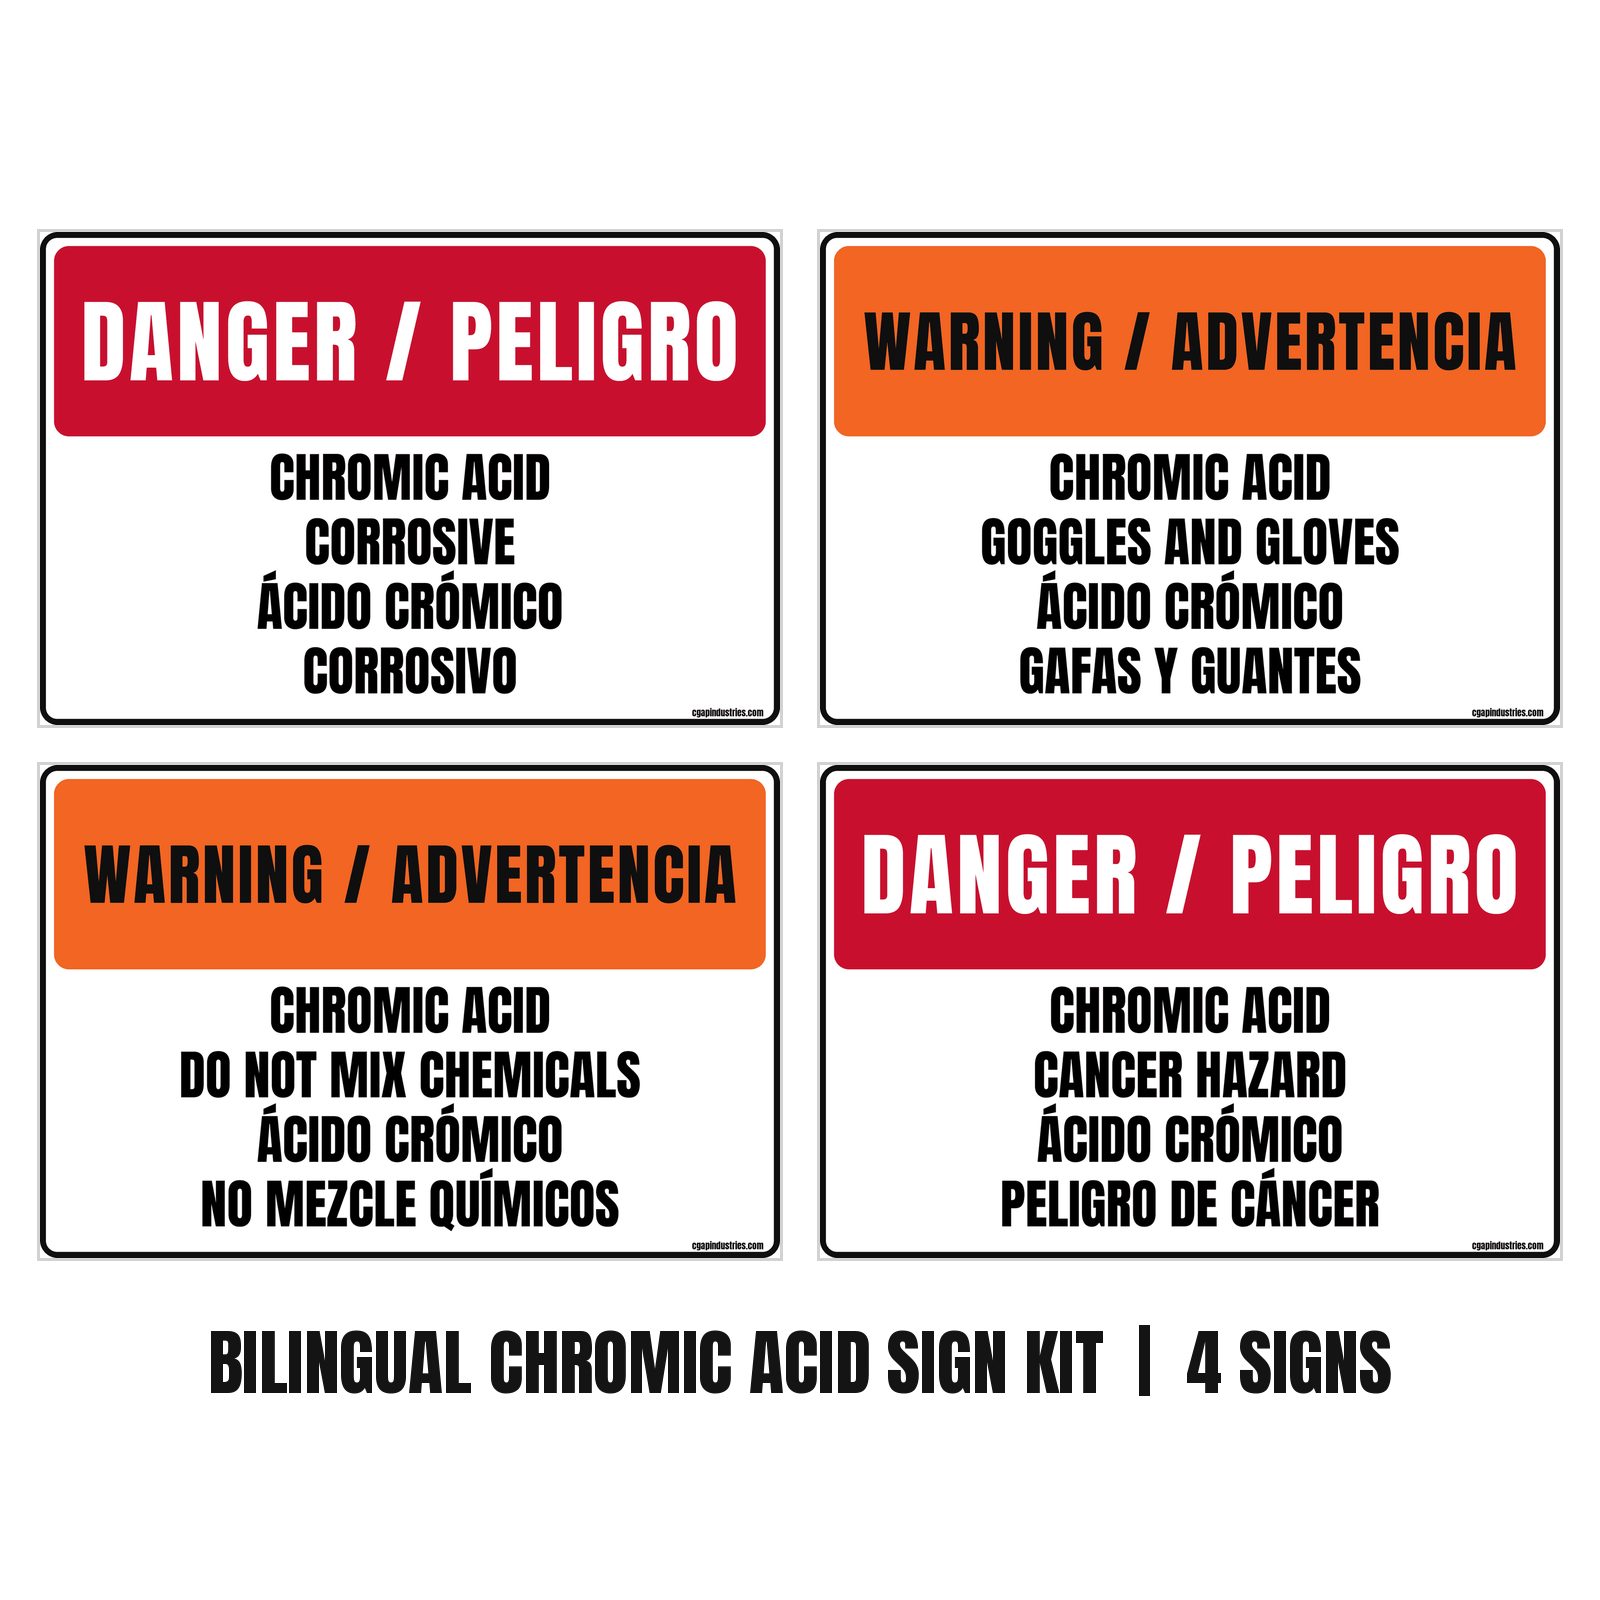 DANGER / PELIGRO
CHROMIC ACID
CORROSIVE
ÁCIDO CRÓMICO
CORROSIVO
cgapindustries.com
WARNING / ADVERTENCIA
CHROMIC ACID
GOGGLES AND GLOVES
ÁCIDO CRÓMICO
GAFAS Y GUANTES
cgapindustries.com
WARNING / ADVERTENCIA
CHROMIC ACID
DO NOT MIX CHEMICALS
ÁCIDO CRÓMICO
NO MEZCLE QUÍMICOS
cgapindustries.com
DANGER / PELIGRO
CHROMIC ACID
CANCER HAZARD
ÁCIDO CRÓMICO
PELIGRO DE CÁNCER
cgapindustries.com
BILINGUAL CHROMIC ACID SIGN KIT | 4 SIGNS